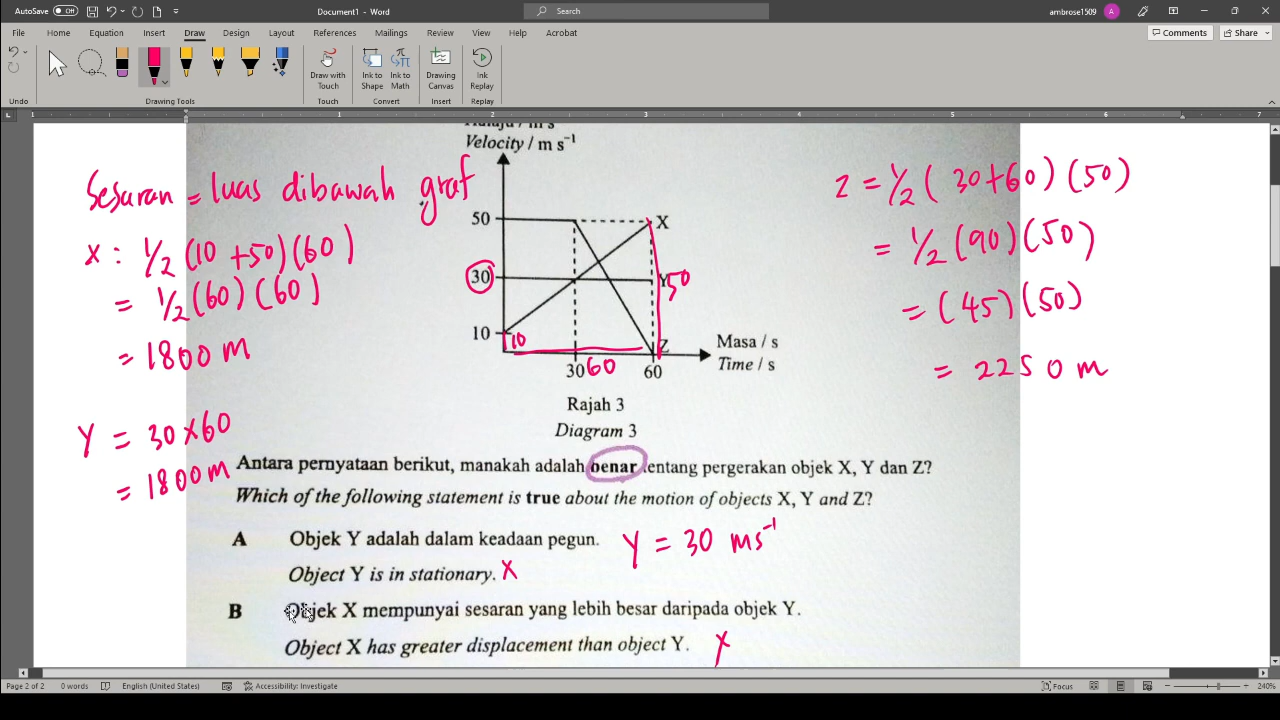 AutoSave Off Document1 - Word Search ambrose1509 A
File Home Equation Insert Draw Design Layout References Mailings Review View Help Acrobat Comments Share
Draw with Touch Ink to Shape Ink to Math Drawing Canvas Ink Replay
Undo Drawing Tools Touch Convert Insert Replay
Velocity / m s⁻¹
Sesaran = luas dibawah graf
X : 1/2 (10 + 50) (60)
= 1/2 (60) (60)
= 1800 m
Y = 30 x 60
= 1800 m
50 X
30 Y 50
10 10 Z
30 60 60
Masa / s
Time / s
Rajah 3
Diagram 3
Z = 1/2 ( 30 + 60 ) ( 50 )
= 1/2 (90) (50)
= ( 45 ) ( 50 )
= 2250 m
Antara pernyataan berikut, manakah adalah benar tentang pergerakan objek X, Y dan Z?
Which of the following statement is true about the motion of objects X, Y and Z?
A Objek Y adalah dalam keadaan pegun. Y = 30 ms⁻¹
Object Y is in stationary. X
B Objek X mempunyai sesaran yang lebih besar daripada objek Y.
Object X has greater displacement than object Y. X
Page 2 of 2 0 words English (United States) Accessibility: Investigate Focus 240%